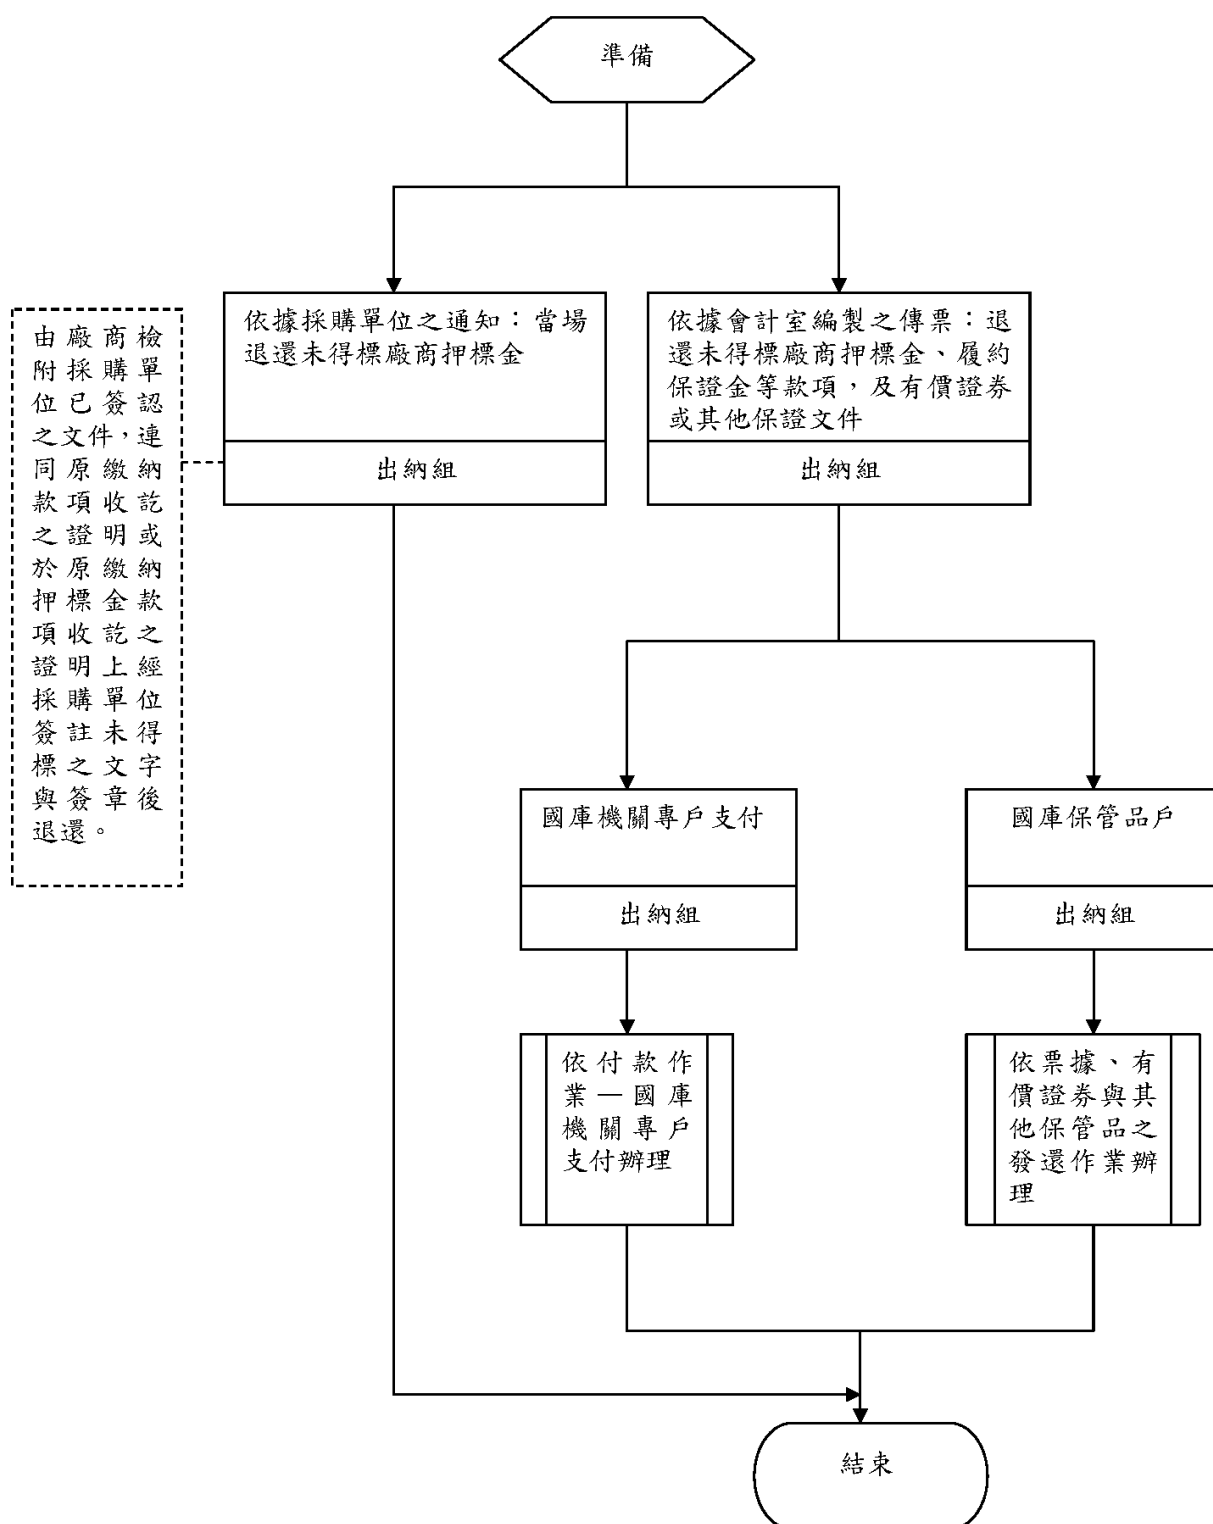 準備
依據採購單位之通知：當場
退還未得標廠商押標金
出納組
依據會計室編製之傳票：退
還未得標廠商押標金、履約
保證金等款項，及有價證券
或其他保證文件
出納組
由廠商檢
附採購單
位已簽認
之文件，連
同原繳納
款項收訖
之證明或
於原繳納
押標金款
項收訖之
證明上經
採購單位
簽註未得
標之文字
與簽章後
退還。
國庫機關專戶支付
出納組
國庫保管品戶
出納組
依付款作
業—國庫
機關專戶
支付辦理
依票據、有
價證券與其
他保管品之
發還作業辦
理
結束